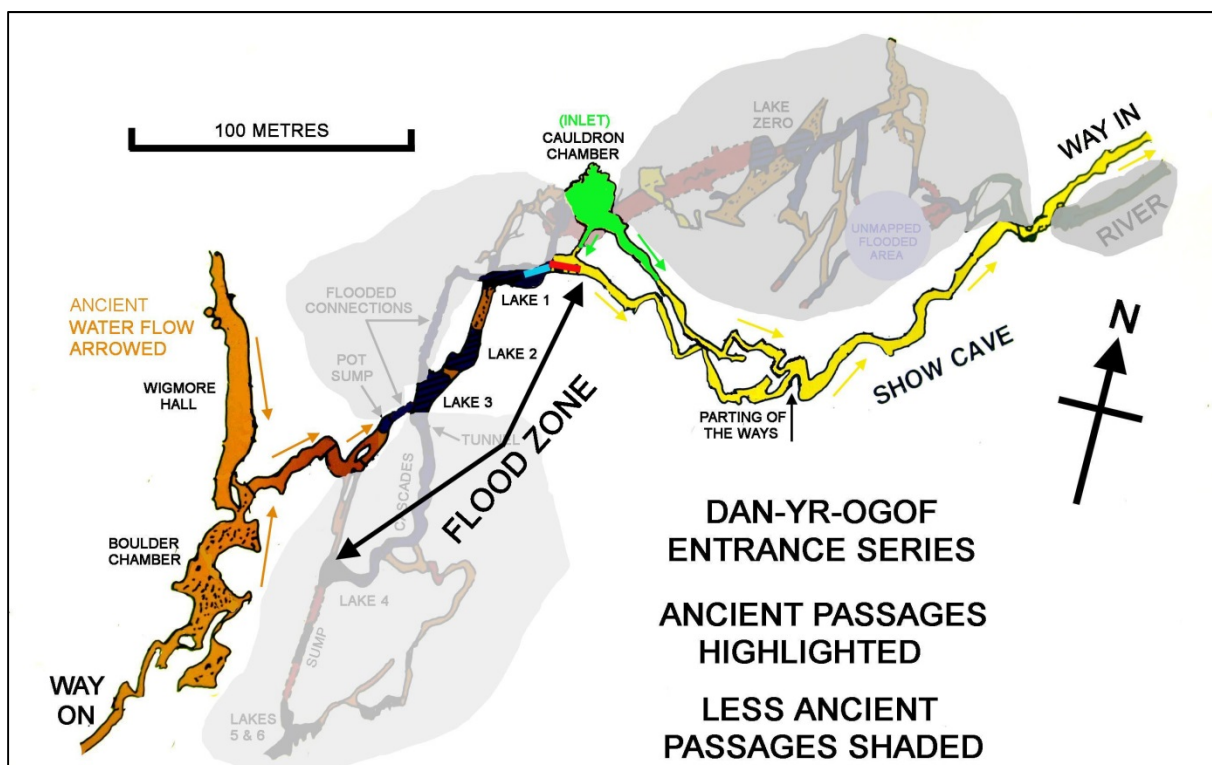 100 METRES
(INLET)
CAULDRON
CHAMBER
LAKE
ZERO
WAY IN
RIVER
UNMAPPED
FLOODED
AREA
ANCIENT
WATER FLOW
ARROWED
FLOODED
CONNECTIONS
LAKE 1
N
WIGMORE
HALL
POT
SUMP
LAKE 2
SHOW CAVE
LAKE 3
PARTING OF
THE WAYS
TUNNEL
CASCADES
FLOOD ZONE
BOULDER
CHAMBER
LAKE 4
SUMP
WAY
ON
LAKES
5 & 6
DAN-YR-OGOF
ENTRANCE SERIES
ANCIENT PASSAGES
HIGHLIGHTED
LESS ANCIENT
PASSAGES SHADED